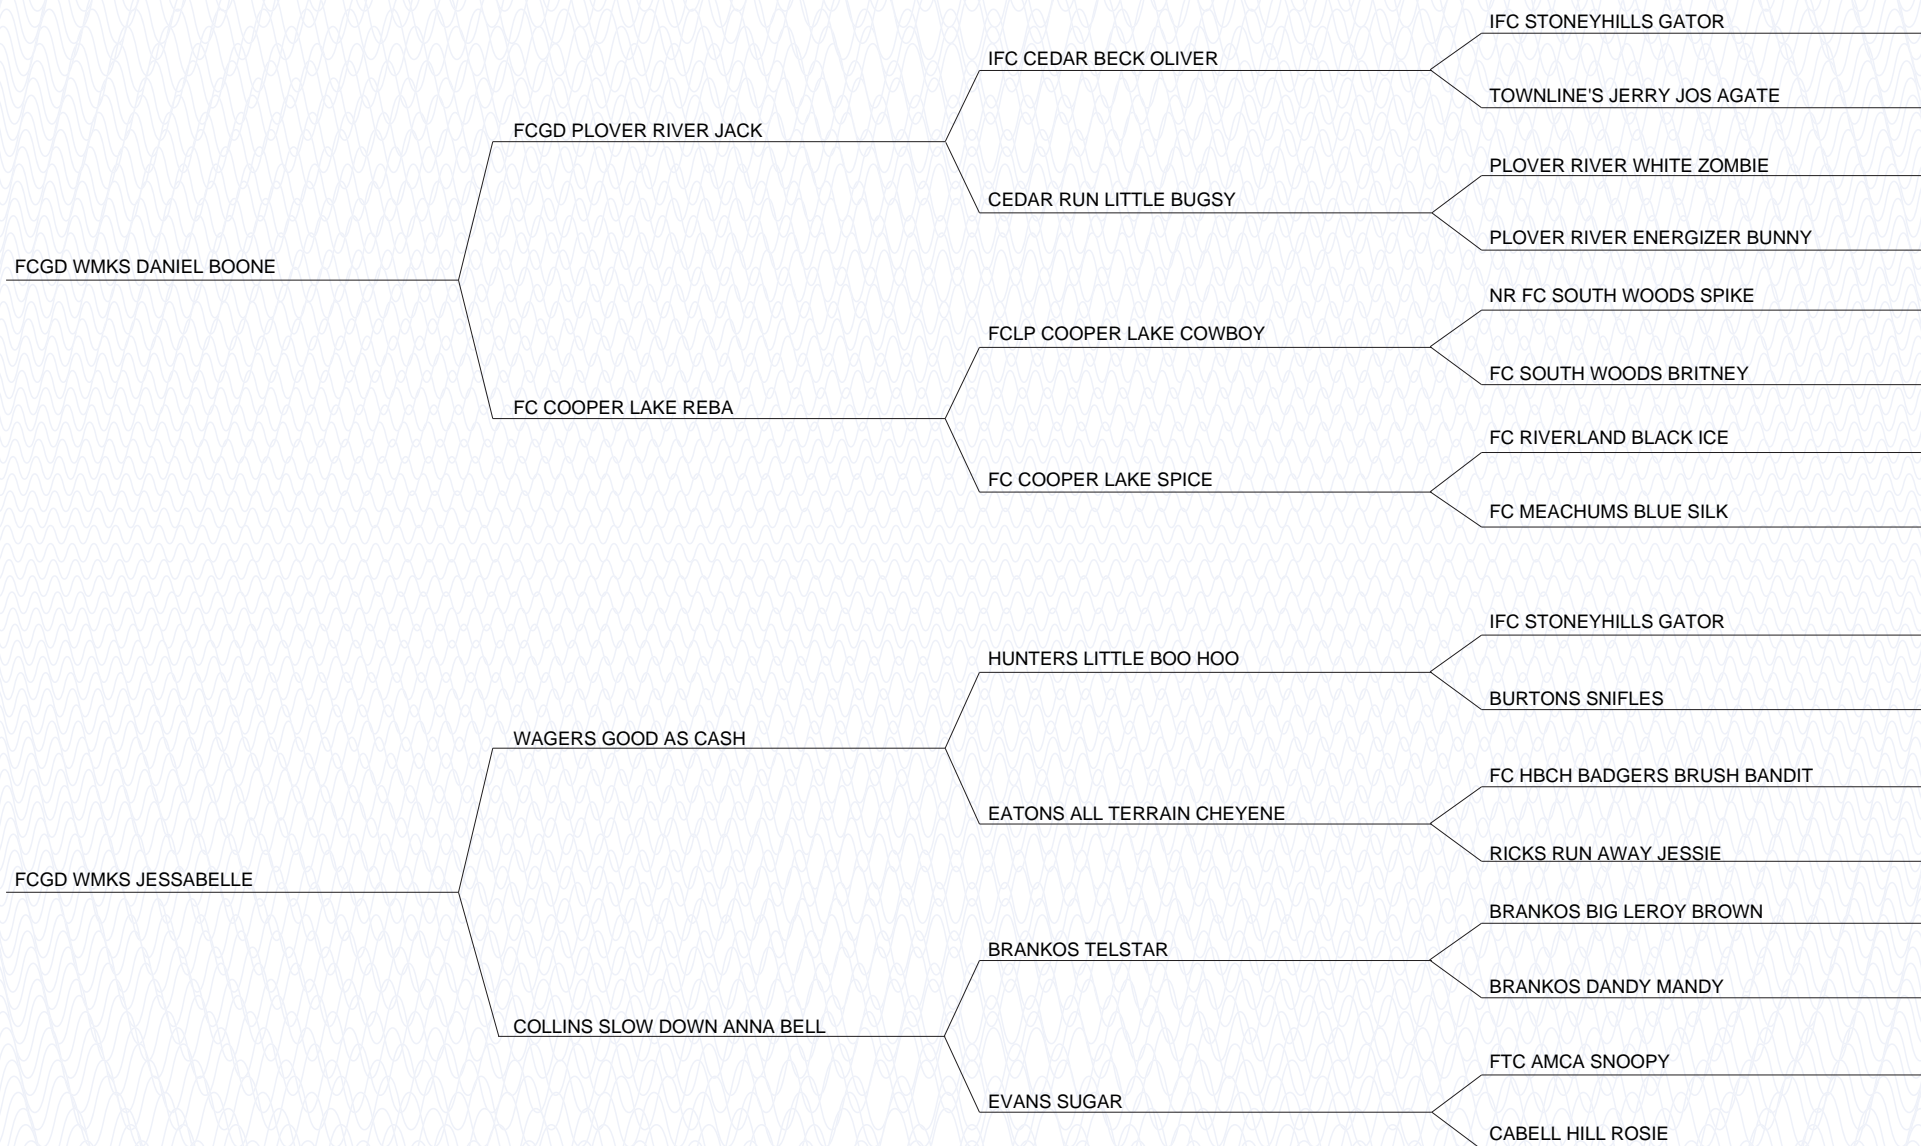 IFC STONEYHILLS GATOR
IFC CEDAR BECK OLIVER
TOWNLINE'S JERRY JOS AGATE
FCGD PLOVER RIVER JACK
PLOVER RIVER WHITE ZOMBIE
CEDAR RUN LITTLE BUGSY
PLOVER RIVER ENERGIZER BUNNY
FCGD WMKS DANIEL BOONE
NR FC SOUTH WOODS SPIKE
FCLP COOPER LAKE COWBOY
FC SOUTH WOODS BRITNEY
FC COOPER LAKE REBA
FC RIVERLAND BLACK ICE
FC COOPER LAKE SPICE
FC MEACHUMS BLUE SILK
IFC STONEYHILLS GATOR
HUNTERS LITTLE BOO HOO
BURTONS SNIFLES
WAGERS GOOD AS CASH
FC HBCH BADGERS BRUSH BANDIT
EATONS ALL TERRAIN CHEYENE
RICKS RUN AWAY JESSIE
FCGD WMKS JESSABELLE
BRANKOS BIG LEROY BROWN
BRANKOS TELSTAR
BRANKOS DANDY MANDY
COLLINS SLOW DOWN ANNA BELL
FTC AMCA SNOOPY
EVANS SUGAR
CABELL HILL ROSIE